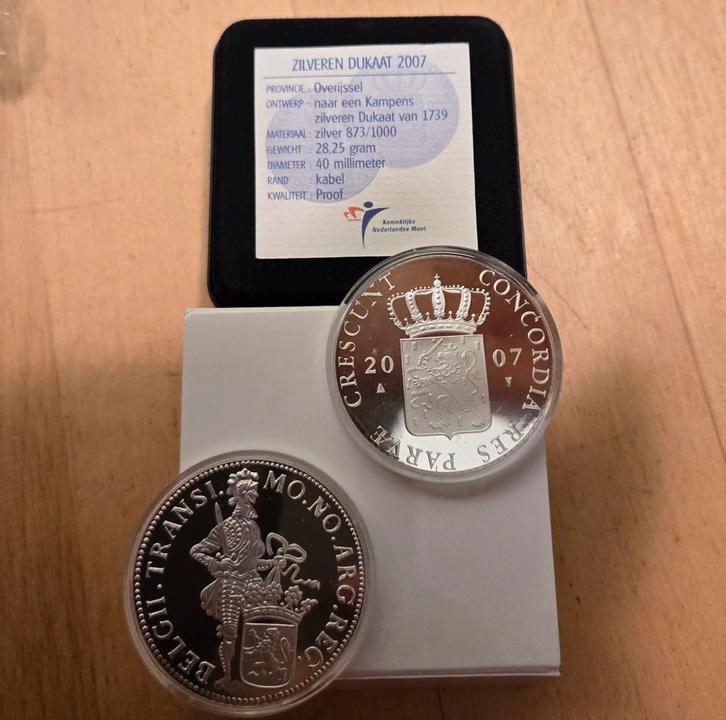 ZILVEREN DUKAAT 2007
PROVINCIE : Overijssel
ONTWERP : naar een Kampens
zilveren Dukaat van 1739
MATERIAAL : zilver 873/1000
GEWICHT : 28,25 gram
DIAMETER : 40 millimeter
RAND : kabel
KWALITEIT : Proof
Koninklijke
Nederlandse Munt
CONCORDIA RES PARVÆ CRESCUNT
20 07
MO.NO.ARG.REG
BELGII.TRANSI.